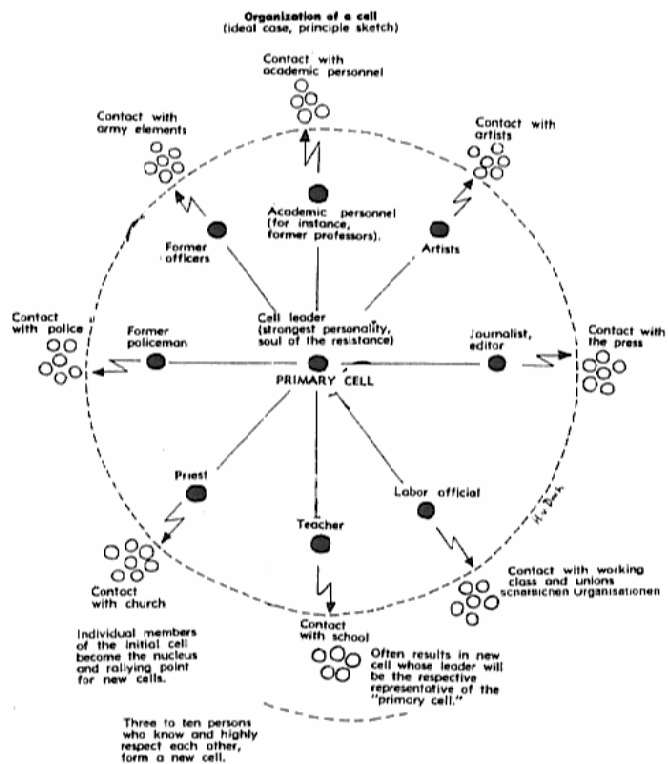 Organization of a cell
(ideal case, principle sketch)
Contact with
academic personnel
Contact with
army elements
Contact with
artists
Academic personnel
(for instance,
former professors).
Former
officers
Artists
Contact
with police
Former
policeman
Cell leader
(strongest personality,
soul of the resistance)
PRIMARY CELL
Journalist,
editor
Contact with
the press
Priest
Labor official
Teacher
H. v. Dach
Contact
with church
Contact with working
class and unions
Contact
with school
Individual members
of the initial cell
become the nucleus
and rallying point
for new cells.
Often results in new
cell whose leader will
be the respective
representative of the
"primary cell."
Three to ten persons
who know and highly
respect each other,
form a new cell.